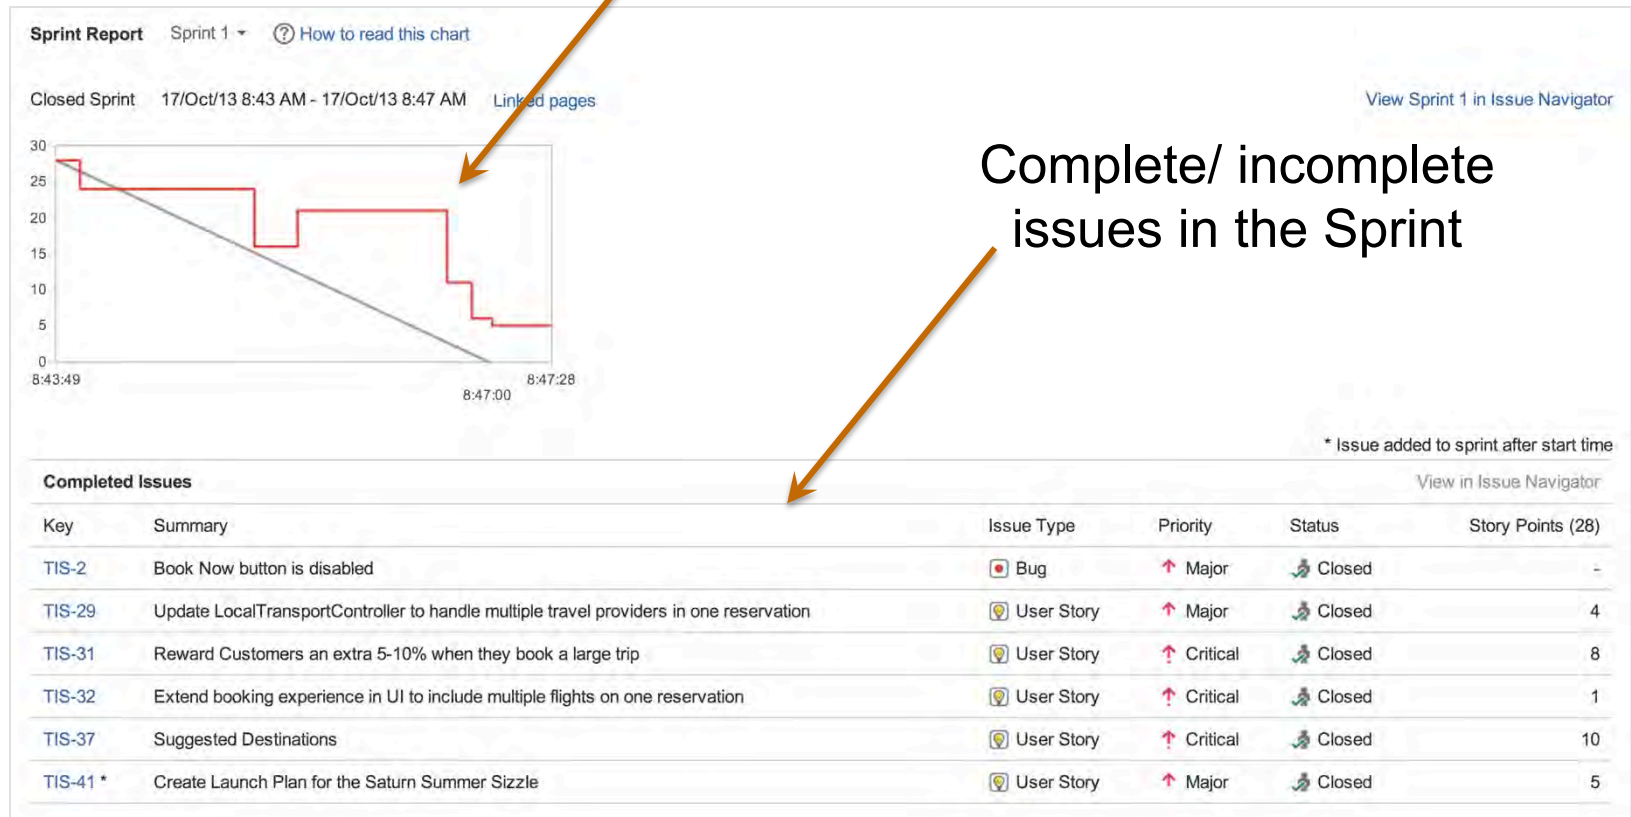 Sprint Report Sprint 1 ? How to read this chart
Closed Sprint 17/Oct/13 8:43 AM - 17/Oct/13 8:47 AM Linked pages View Sprint 1 in Issue Navigator
Complete/ incomplete
issues in the Sprint
30
25
20
15
10
5
0
8:43:49 8:47:28
8:47:00
* Issue added to sprint after start time
Completed Issues View in Issue Navigator
Key Summary Issue Type Priority Status Story Points (28)
TIS-2 Book Now button is disabled Bug Major Closed -
TIS-29 Update LocalTransportController to handle multiple travel providers in one reservation User Story Major Closed 4
TIS-31 Reward Customers an extra 5-10% when they book a large trip User Story Critical Closed 8
TIS-32 Extend booking experience in UI to include multiple flights on one reservation User Story Critical Closed 1
TIS-37 Suggested Destinations User Story Critical Closed 10
TIS-41 * Create Launch Plan for the Saturn Summer Sizzle User Story Major Closed 5